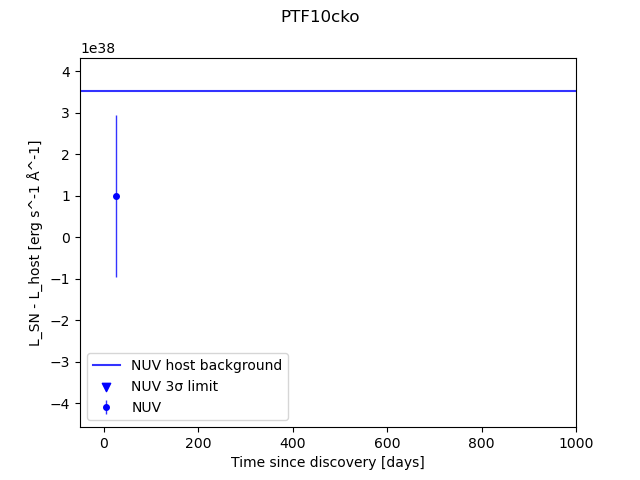 PTF10cko
1e38
4
3
2
1
0
−1
−2
−3
−4
L_SN - L_host [erg s^-1 Å^-1]
NUV host background
NUV 3σ limit
NUV
0 200 400 600 800 1000
Time since discovery [days]